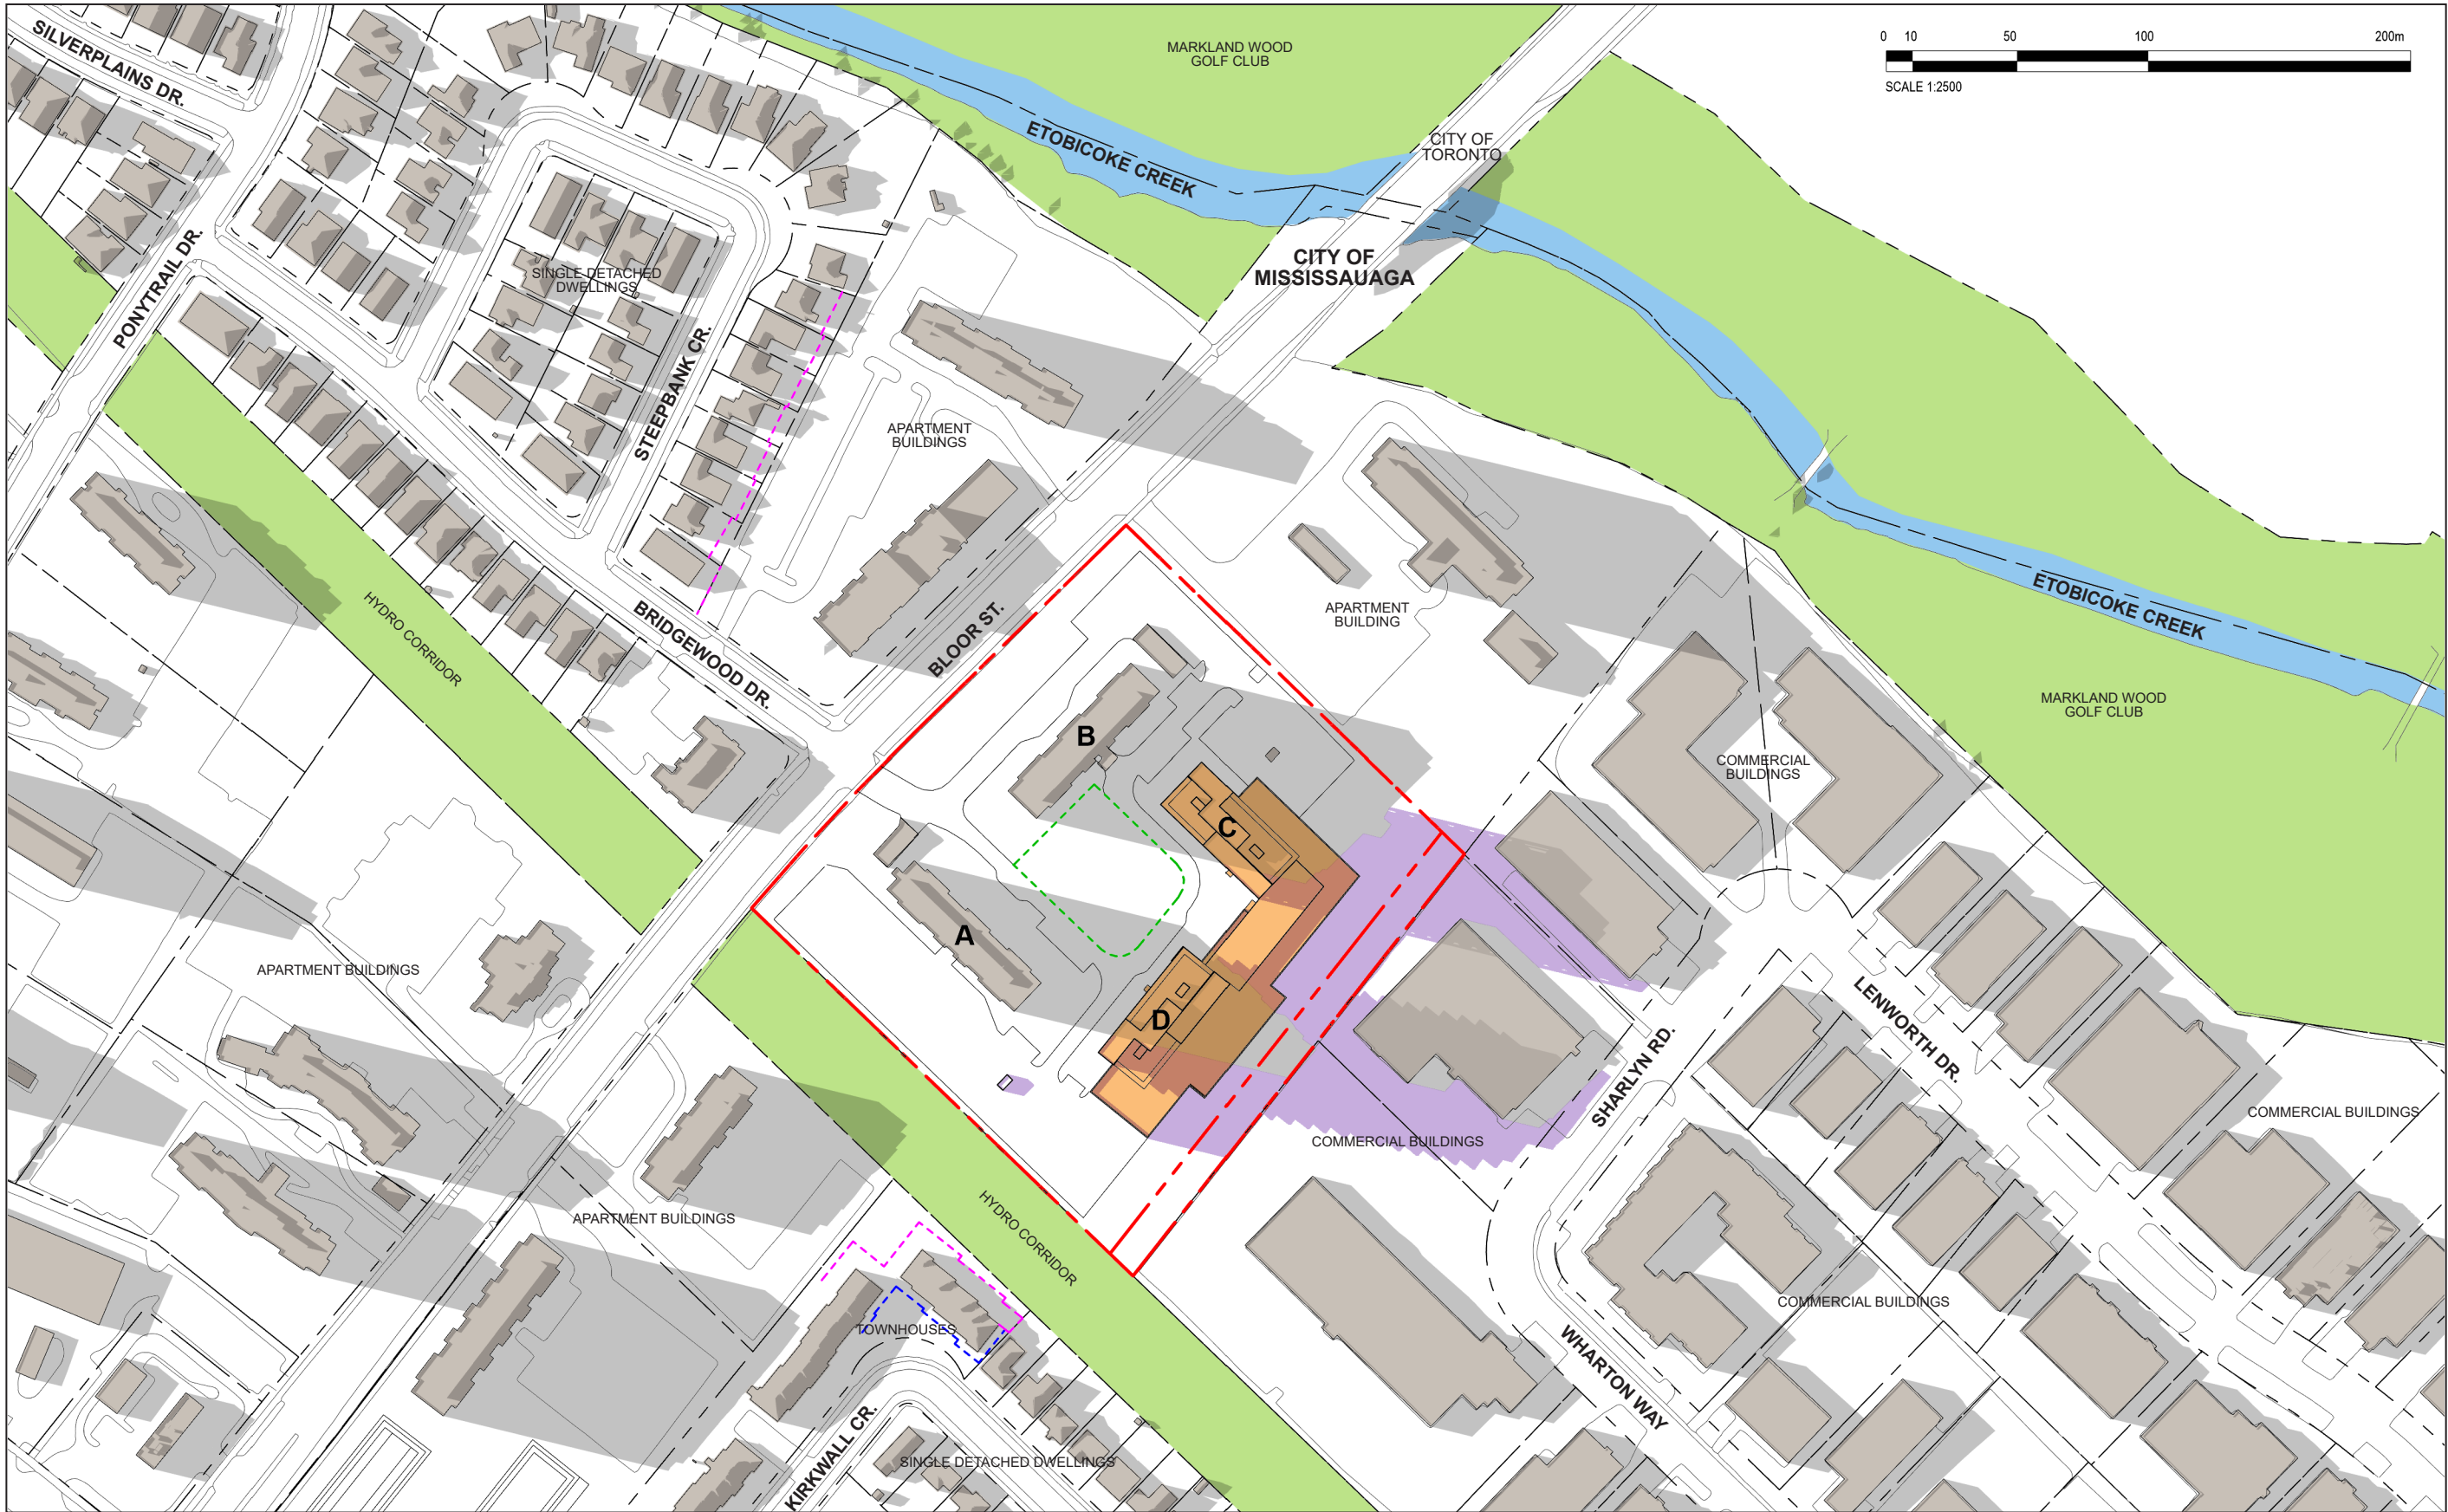 SILVERPLAINS DR.
MARKLAND WOOD
GOLF CLUB
0 10 50 100 200m
SCALE 1:2500
ETOBICOKE CREEK
CITY OF
TORONTO
CITY OF
MISSISSAUAGA
PONYTRAIL DR.
SINGLE DETACHED
DWELLINGS
STEEPBANK CR.
APARTMENT
BUILDINGS
HYDRO CORRIDOR
BRIDGEWOOD DR.
BLOOR ST.
APARTMENT
BUILDING
ETOBICOKE CREEK
MARKLAND WOOD
GOLF CLUB
B
COMMERCIAL
BUILDINGS
C
A
APARTMENT BUILDINGS
D
LENWORTH DR.
SHARLYN RD.
COMMERCIAL BUILDINGS
COMMERCIAL BUILDINGS
APARTMENT BUILDINGS
HYDRO CORRIDOR
COMMERCIAL BUILDINGS
TOWNHOUSES
WHARTON WAY
KIRKWALL CR.
SINGLE DETACHED DWELLINGS